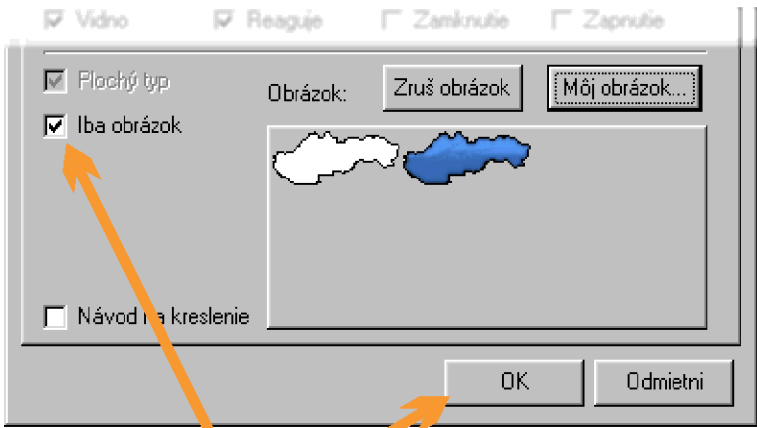 Vidno Reaguje Zamknutie Zapnutie
Plochý typ Obrázok: Zruš obrázok Môj obrázok...
Iba obrázok
Návod na kreslenie
OK Odmietni